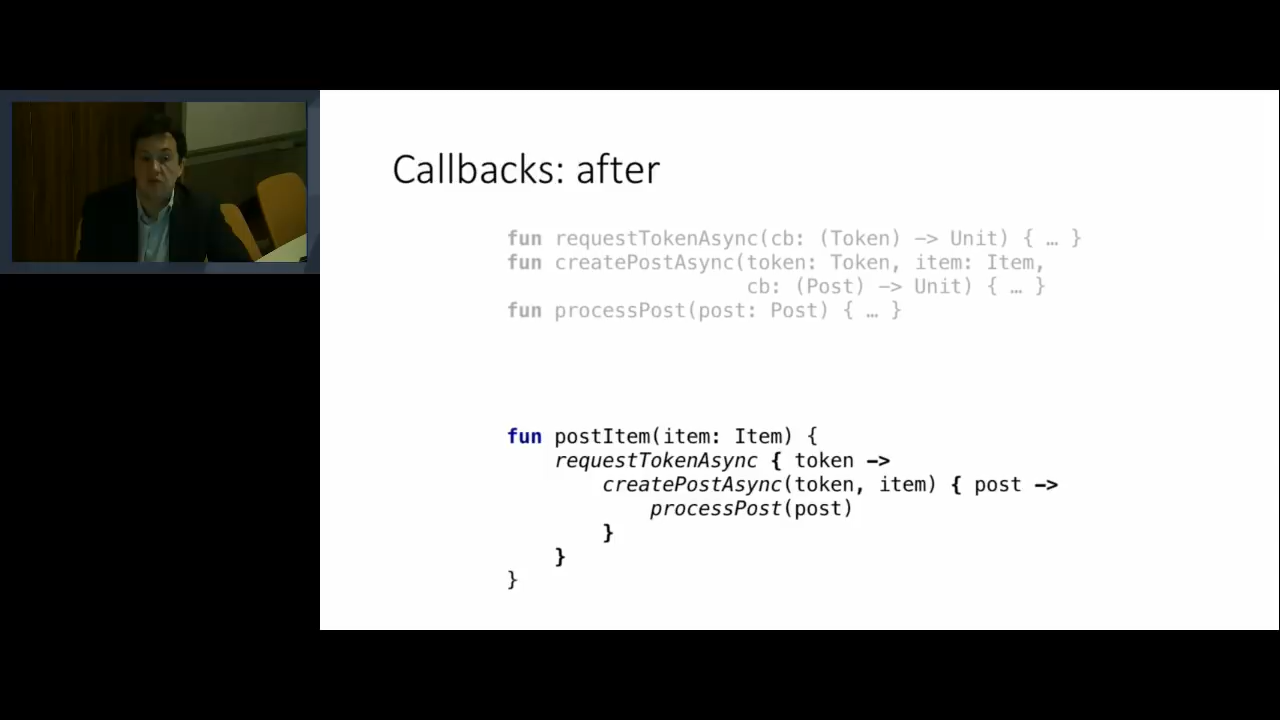 Callbacks: after
fun requestTokenAsync(cb: (Token) -> Unit) { … }
fun createPostAsync(token: Token, item: Item,
cb: (Post) -> Unit) { … }
fun processPost(post: Post) { … }
fun postItem(item: Item) {
requestTokenAsync { token ->
createPostAsync(token, item) { post ->
processPost(post)
}
}
}